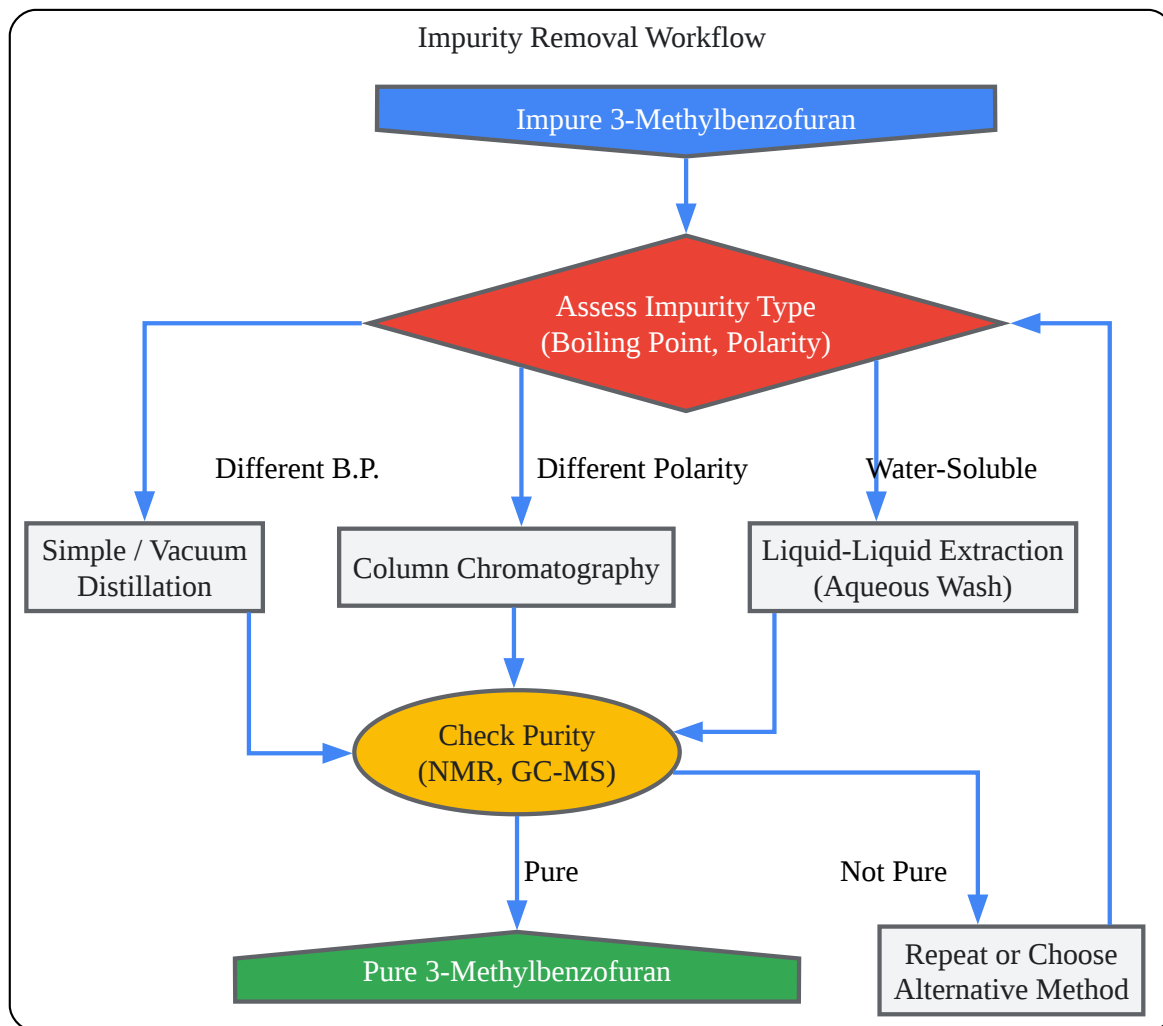 Impurity Removal Workflow
Impure 3-Methylbenzofuran
Assess Impurity Type
(Boiling Point, Polarity)
Different B.P.
Different Polarity
Water-Soluble
Simple / Vacuum
Distillation
Column Chromatography
Liquid-Liquid Extraction
(Aqueous Wash)
Check Purity
(NMR, GC-MS)
Pure
Not Pure
Pure 3-Methylbenzofuran
Repeat or Choose
Alternative Method